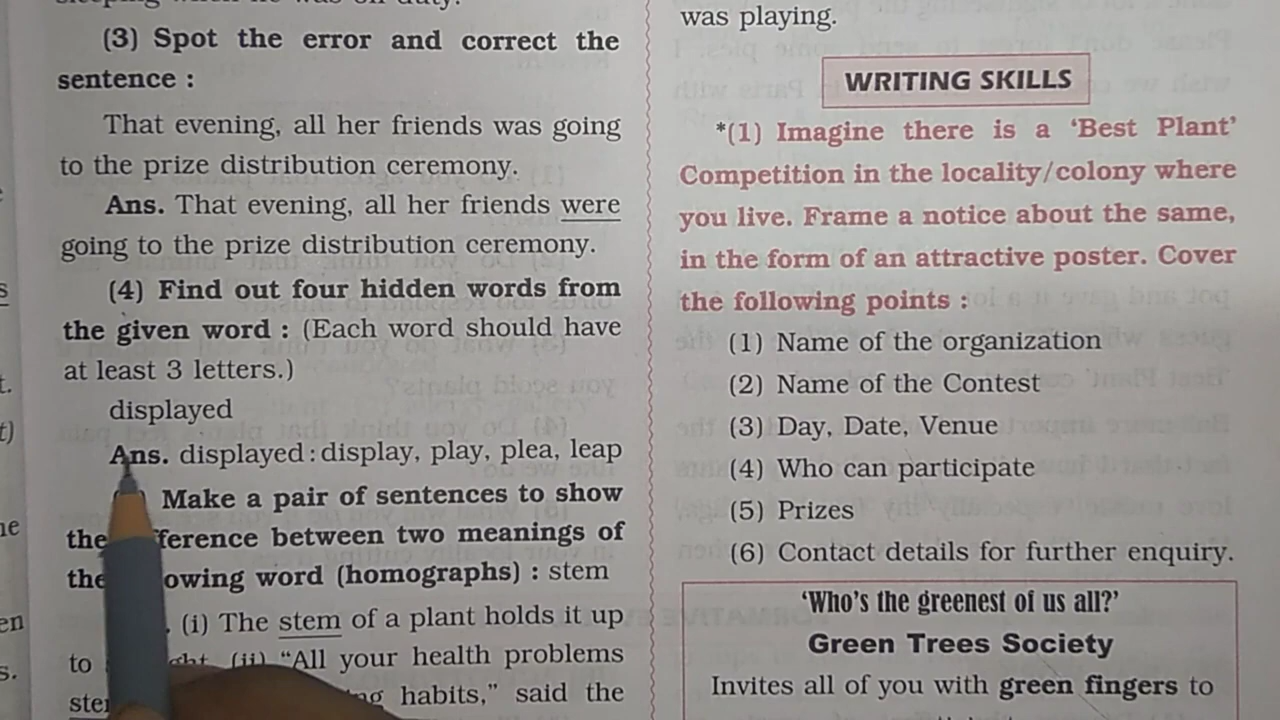 (3) Spot the error and correct the
sentence :
That evening, all her friends was going
to the prize distribution ceremony.
Ans. That evening, all her friends were
going to the prize distribution ceremony.
(4) Find out four hidden words from
the given word : (Each word should have
at least 3 letters.)
displayed
Ans. displayed : display, play, plea, leap
Make a pair of sentences to show
between two meanings of
word (homographs) : stem
(i) The stem of a plant holds it up
to (ii) “All your health problems
habits,” said the
was playing.
WRITING SKILLS
*(1) Imagine there is a ‘Best Plant’
Competition in the locality/colony where
you live. Frame a notice about the same,
in the form of an attractive poster. Cover
the following points :
(1) Name of the organization
(2) Name of the Contest
(3) Day, Date, Venue
(4) Who can participate
(5) Prizes
(6) Contact details for further enquiry.
‘Who’s the greenest of us all?’
Green Trees Society
Invites all of you with green fingers to